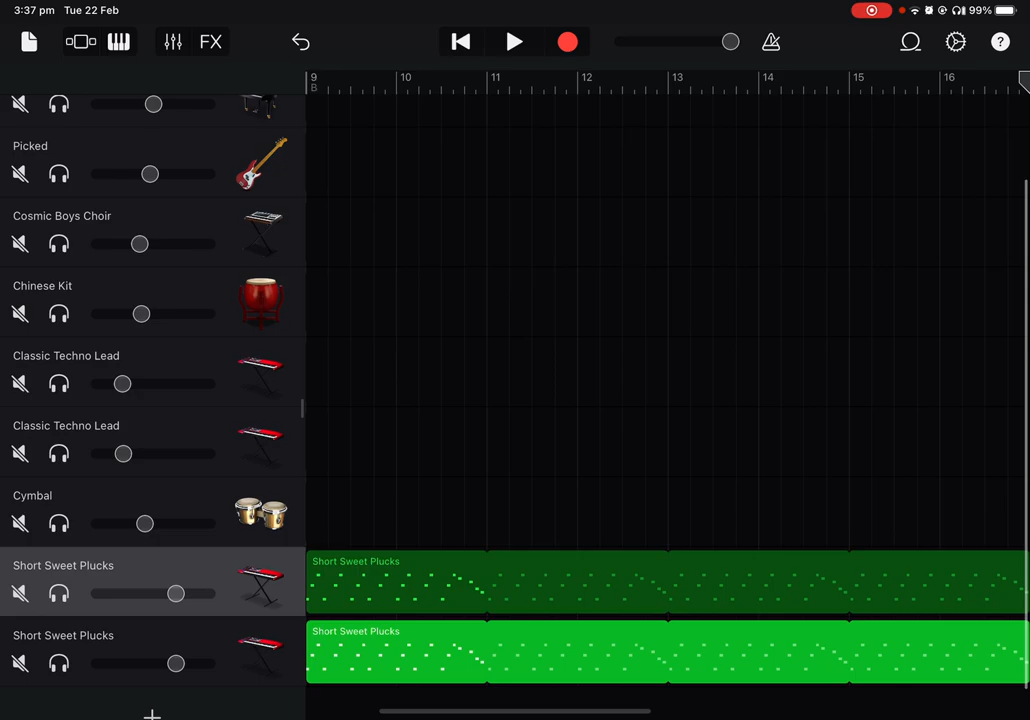 3:37 pm Tue 22 Feb 99%
FX ?
9 10 11 12 13 14 15 16
B
Picked
Cosmic Boys Choir
Chinese Kit
Classic Techno Lead
Classic Techno Lead
Cymbal
Short Sweet Plucks Short Sweet Plucks
Short Sweet Plucks Short Sweet Plucks
+